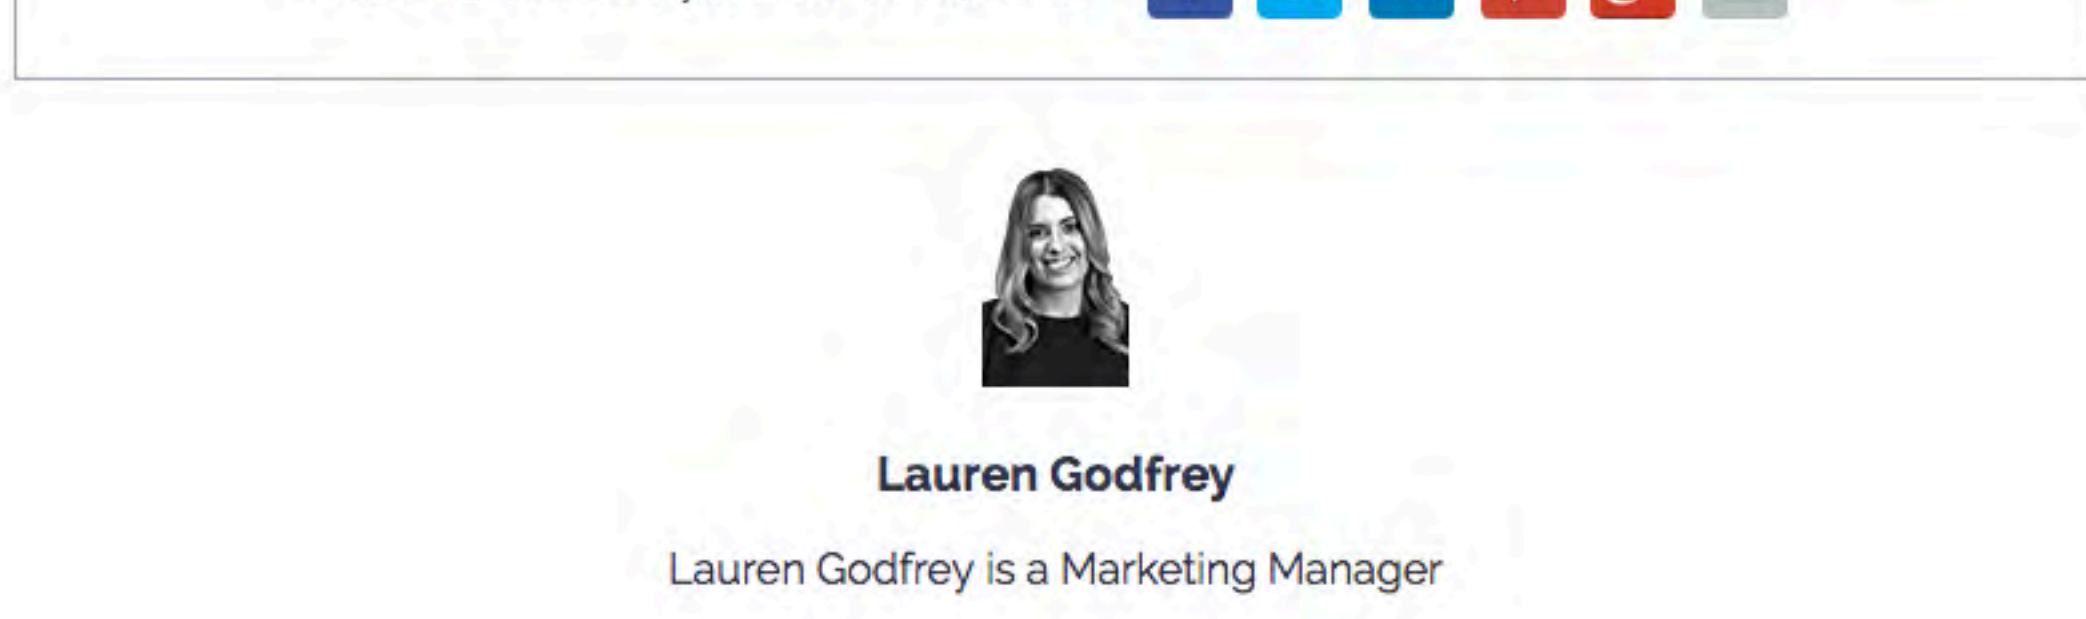 Lauren Godfrey
Lauren Godfrey is a Marketing Manager